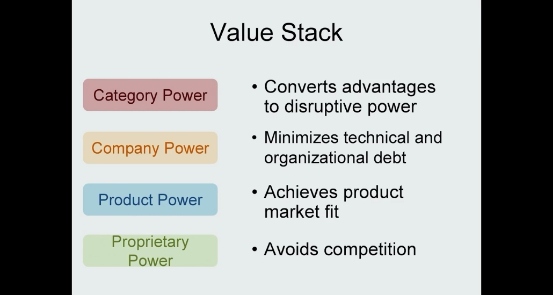 Value Stack
Category Power
• Converts advantages
to disruptive power
Company Power
• Minimizes technical and
organizational debt
Product Power
• Achieves product
market fit
Proprietary
Power
• Avoids competition